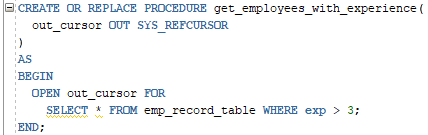 CREATE OR REPLACE PROCEDURE get_employees_with_experience(
out_cursor OUT SYS_REFCURSOR
)
AS
BEGIN
OPEN out_cursor FOR
SELECT * FROM emp_record_table WHERE exp > 3;
END;